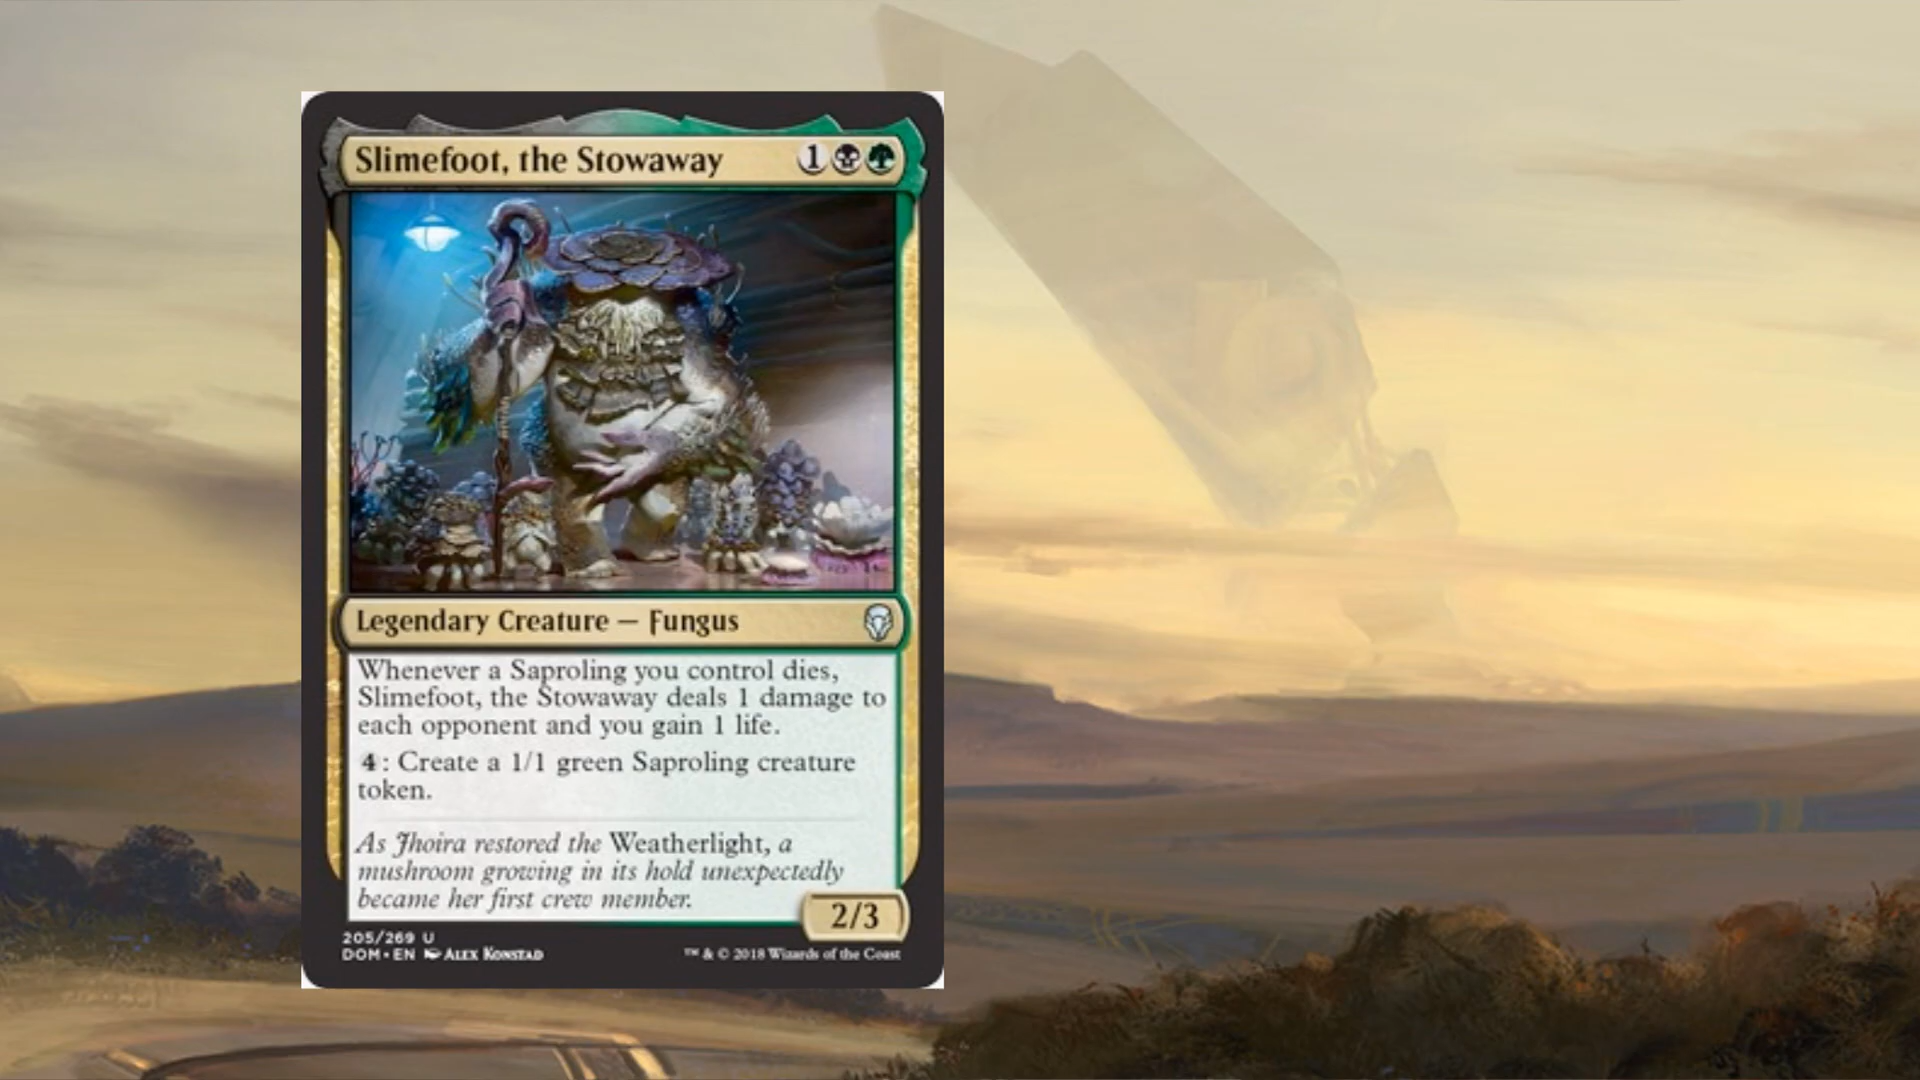 Slimefoot, the Stowaway 1
Legendary Creature — Fungus
Whenever a Saproling you control dies,
Slimefoot, the Stowaway deals 1 damage to
each opponent and you gain 1 life.
4: Create a 1/1 green Saproling creature
token.
As Jhoira restored the Weatherlight, a
mushroom growing in its hold unexpectedly
became her first crew member.
2/3
205/269 U
DOM • EN Alex Konstad
™ & © 2018 Wizards of the Coast